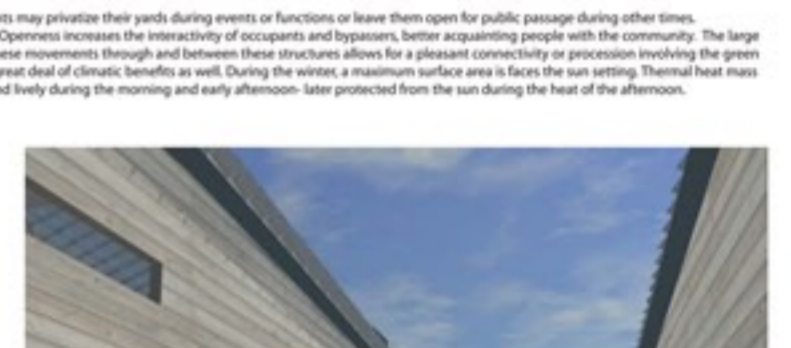 ts may privatize their yards during events or functions or leave them open for public passage during other times.
Openness increases the interactivity of occupants and bypassers, better acquainting people with the community. The large
ese movements through and between these structures allows for a pleasant connectivity or procession involving the green
reat deal of climatic benefits as well. During the winter, a maximum surface area is faces the sun setting. Thermal heat mass
d lively during the morning and early afternoon- later protected from the sun during the heat of the afternoon.